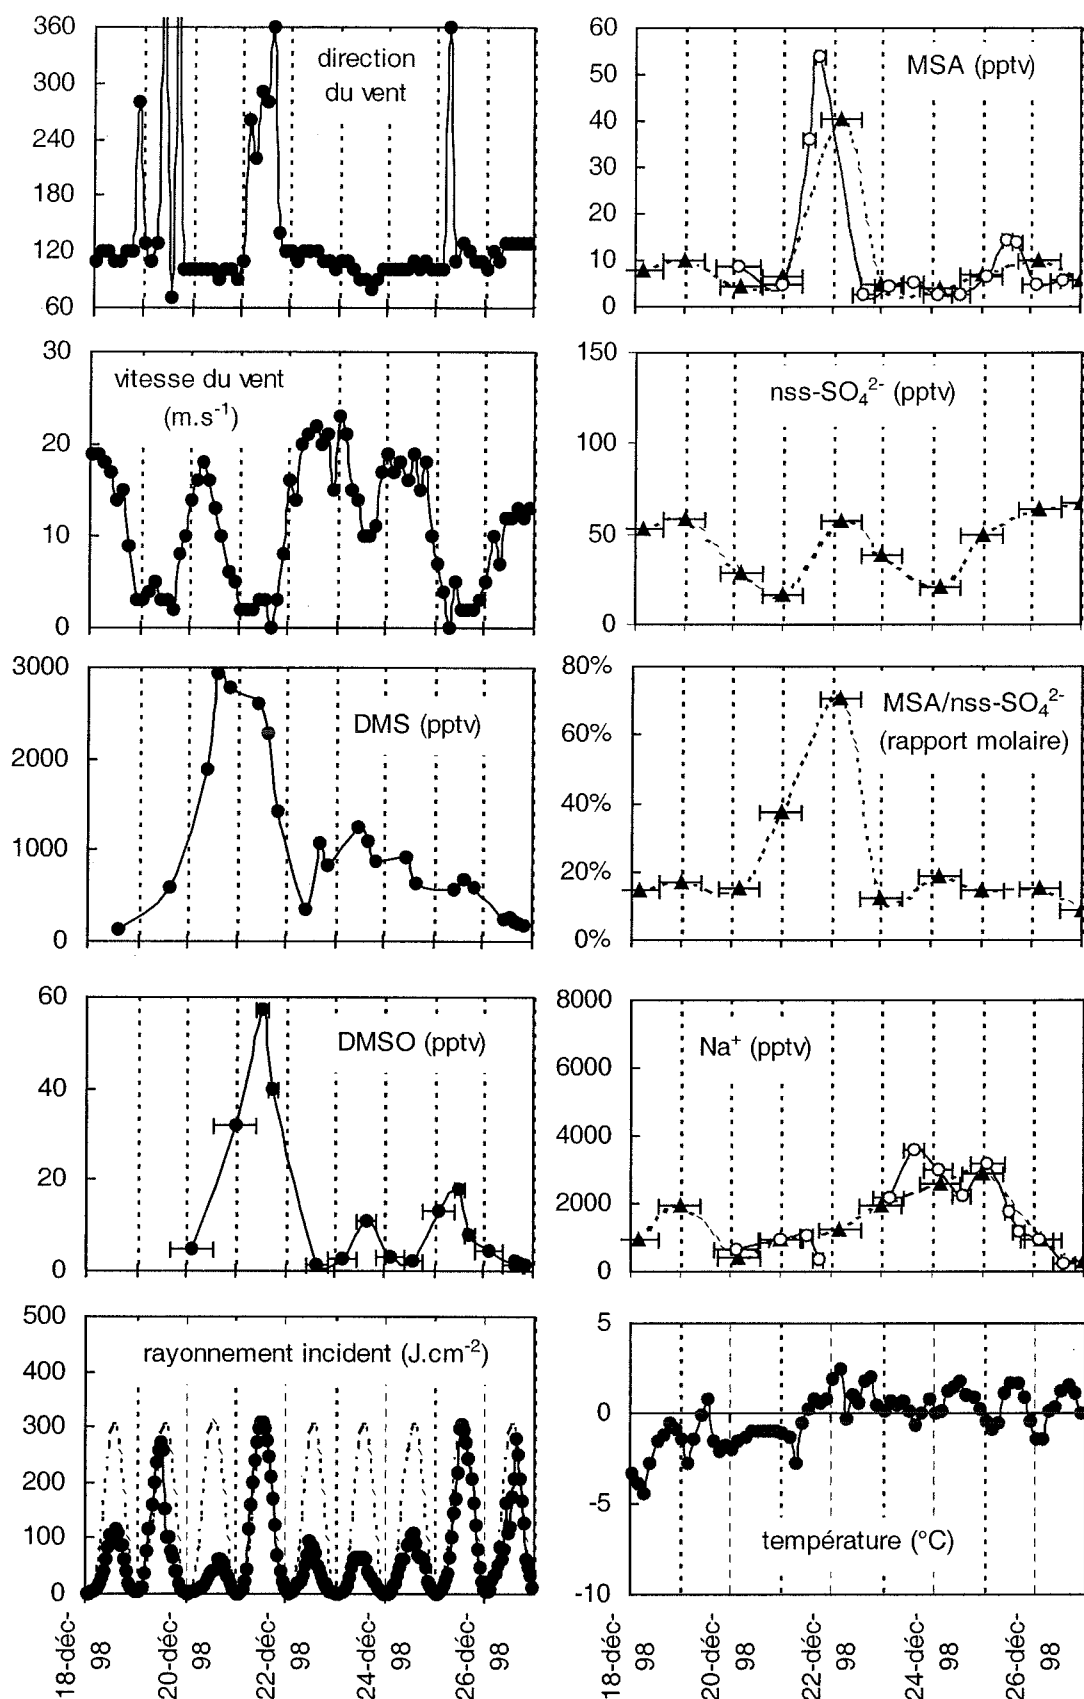 360
300
240
180
120
60
direction
du vent
60
50
40
30
20
10
0
MSA (pptv)
30
20
10
0
vitesse du vent
(m.s⁻¹)
150
100
50
0
nss-SO₄²⁻ (pptv)
3000
2000
1000
0
DMS (pptv)
80%
60%
40%
20%
0%
MSA/nss-SO₄²⁻
(rapport molaire)
60
40
20
0
DMSO (pptv)
8000
6000
4000
2000
0
Na⁺ (pptv)
500
400
300
200
100
0
rayonnement incident (J.cm⁻²)
18-déc-
98
20-déc-
98
22-déc-
98
24-déc-
98
26-déc-
98
5
0
-5
-10
température (°C)
18-déc-
98
20-déc-
98
22-déc-
98
24-déc-
98
26-déc-
98